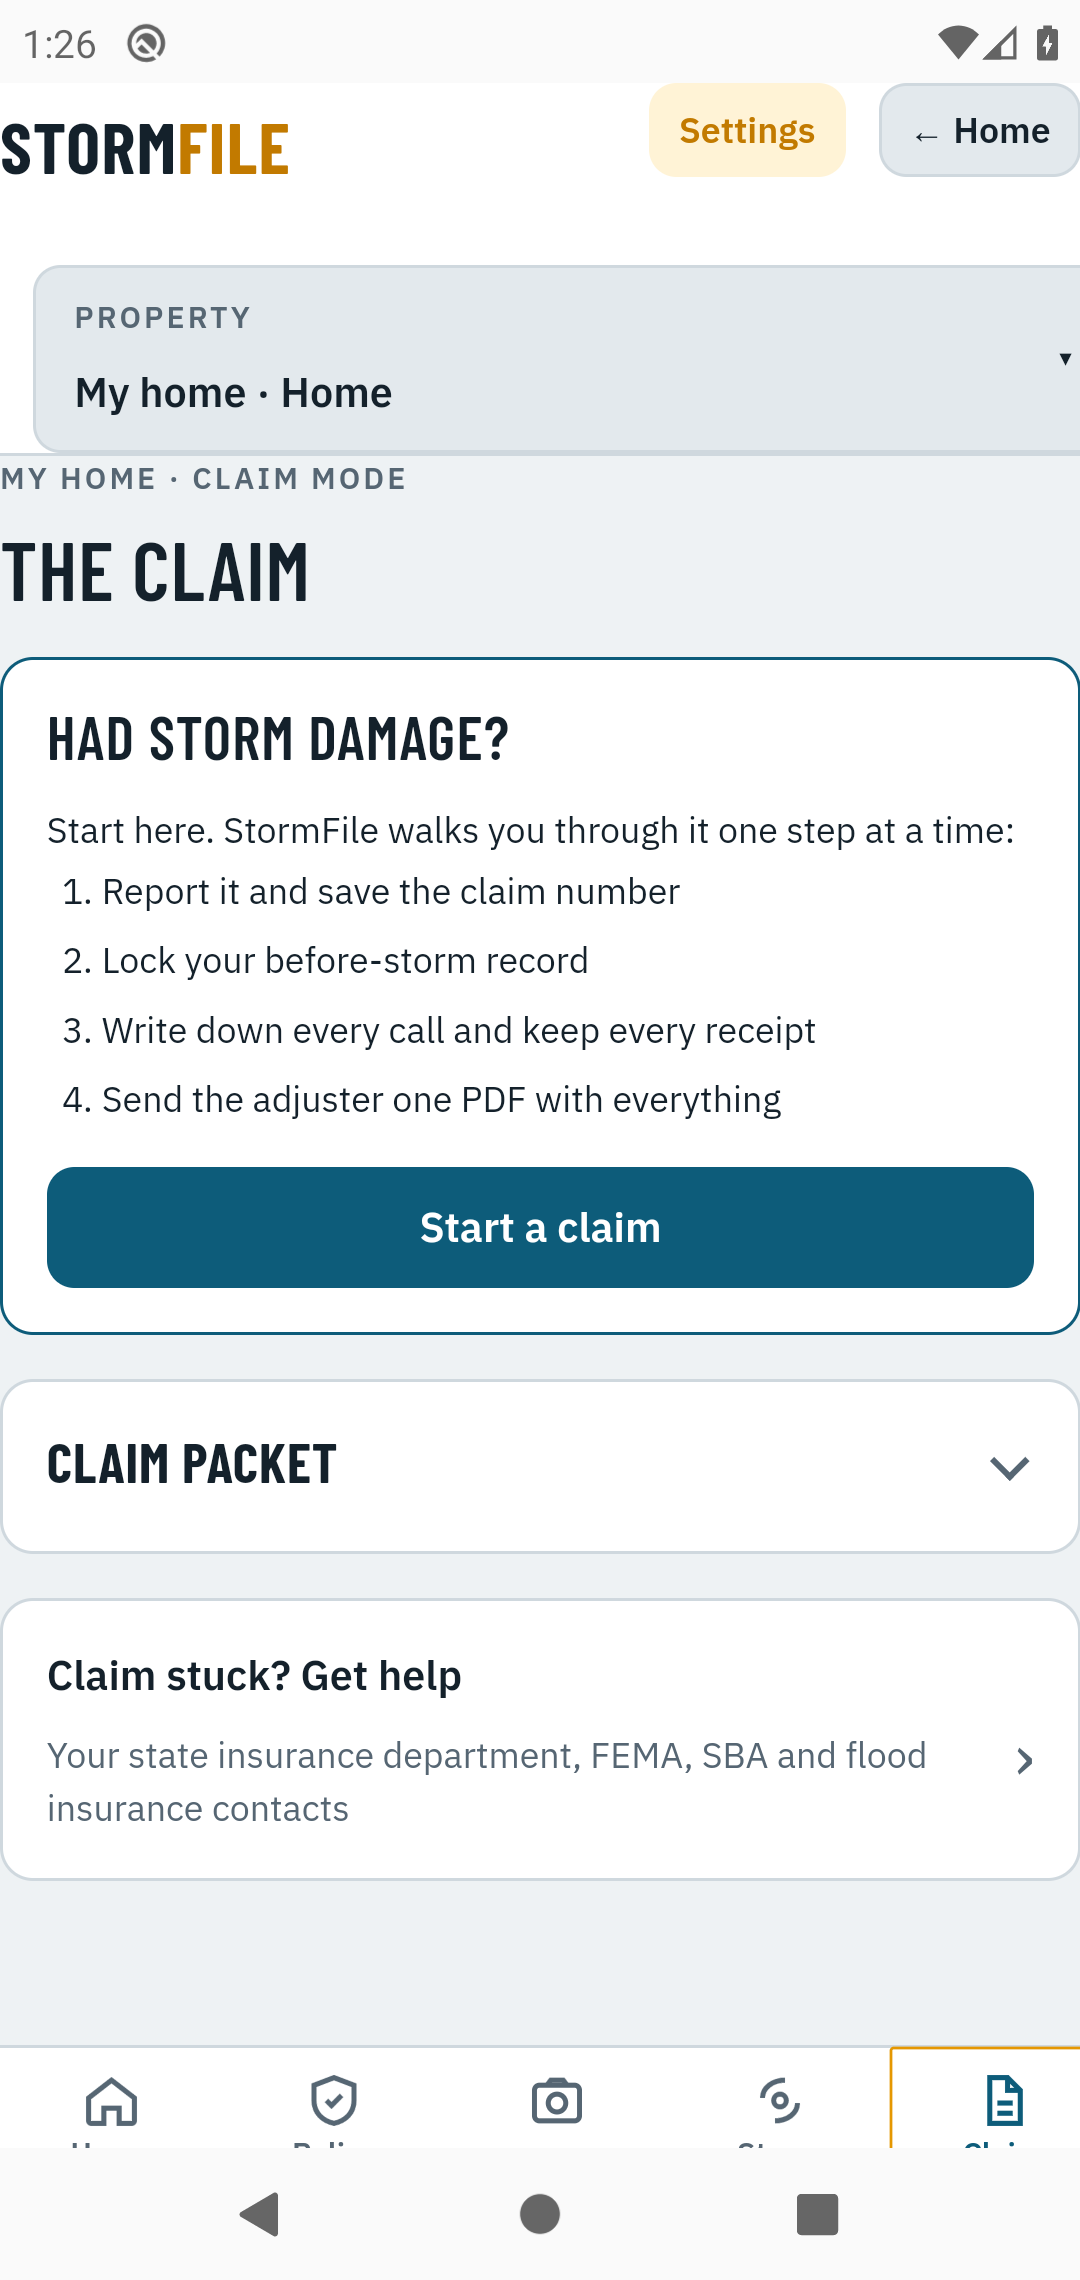 1:26
STORMFILE
Settings
← Home
PROPERTY
My home · Home
▾
MY HOME · CLAIM MODE
THE CLAIM
HAD STORM DAMAGE?
Start here. StormFile walks you through it one step at a time:
1. Report it and save the claim number
2. Lock your before-storm record
3. Write down every call and keep every receipt
4. Send the adjuster one PDF with everything
Start a claim
CLAIM PACKET
Claim stuck? Get help
Your state insurance department, FEMA, SBA and flood
insurance contacts